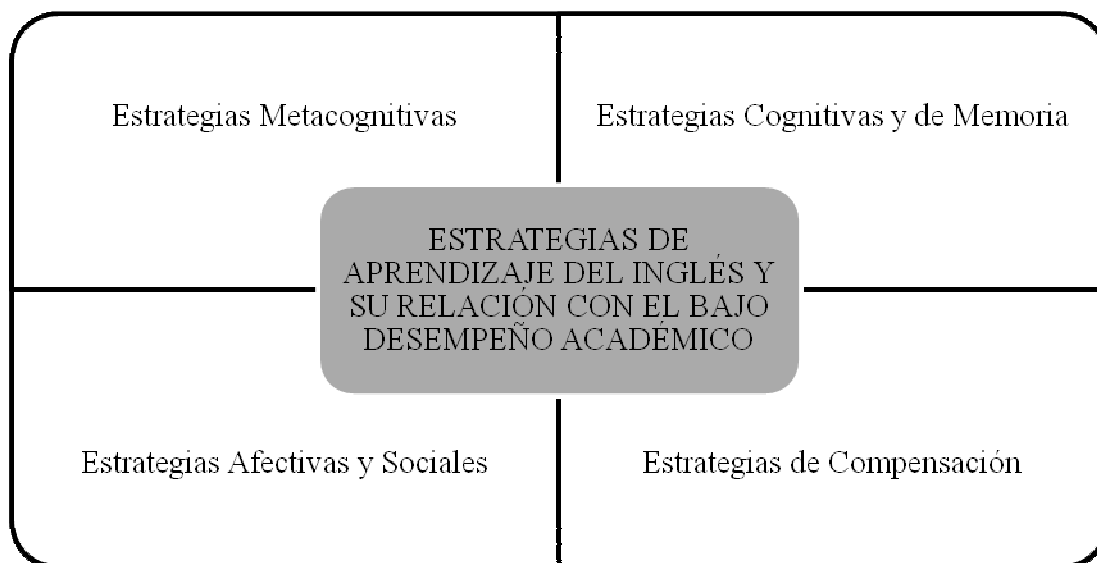 Estrategias Metacognitivas
Estrategias Cognitivas y de Memoria
ESTRATEGIAS DE
APRENDIZAJE DEL INGLÉS Y
SU RELACIÓN CON EL BAJO
DESEMPEÑO ACADÉMICO
Estrategias Afectivas y Sociales
Estrategias de Compensación